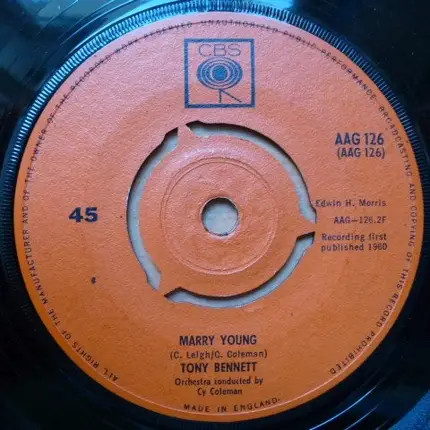 CBS
AAG 126
(AAG 126)
45
Edwin H. Morris
AAG—126.2F
Recording first
published 1960
MARRY YOUNG
(C. Leigh/C. Coleman)
TONY BENNETT
Orchestra conducted by
Cy Coleman
MADE IN ENGLAND
ALL RIGHTS OF THE MANUFACTURER AND OF THE OWNER OF THE RECORDED WORK RESERVED UNAUTHORISED PUBLIC PERFORMANCE BROADCASTING AND COPYING OF THIS RECORD PROHIBITED